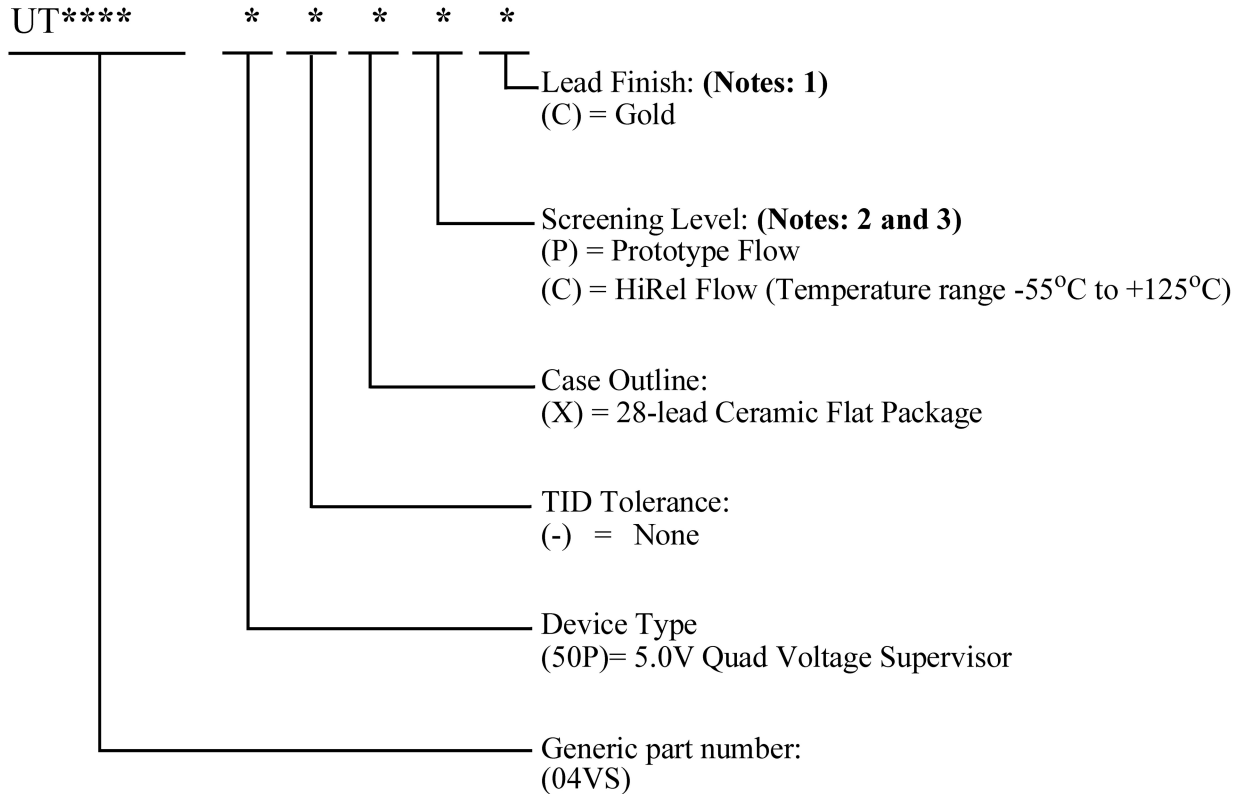 UT**** * * * * *
Lead Finish: (Notes: 1)
(C) = Gold
Screening Level: (Notes: 2 and 3)
(P) = Prototype Flow
(C) = HiRel Flow (Temperature range -55°C to +125°C)
Case Outline:
(X) = 28-lead Ceramic Flat Package
TID Tolerance:
(-) = None
Device Type
(50P)= 5.0V Quad Voltage Supervisor
Generic part number:
(04VS)